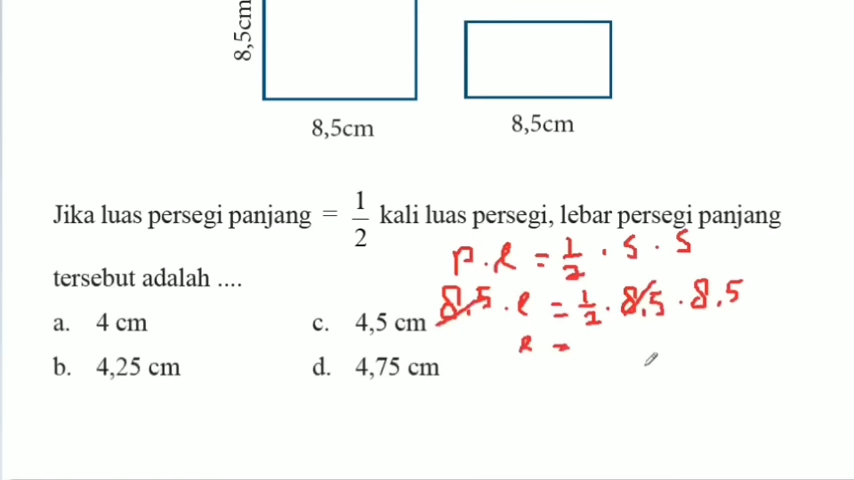 8,5cm
8,5cm
8,5cm
Jika luas persegi panjang = 1/2 kali luas persegi, lebar persegi panjang
tersebut adalah ....
p . l = 1/2 . s . s
a. 4 cm
c. 4,5 cm
8.5 . l = 1/2 . 8.5 . 8.5
l =
b. 4,25 cm
d. 4,75 cm